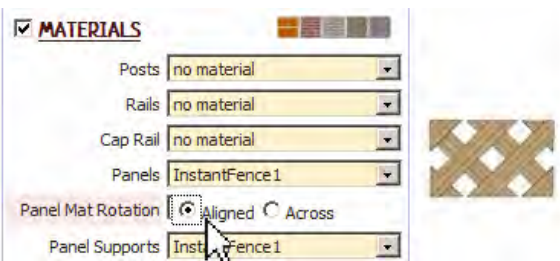 MATERIALS
Posts no material
Rails no material
Cap Rail no material
Panels InstantFence1
Panel Mat Rotation Aligned Across
Panel Supports InstantFence1